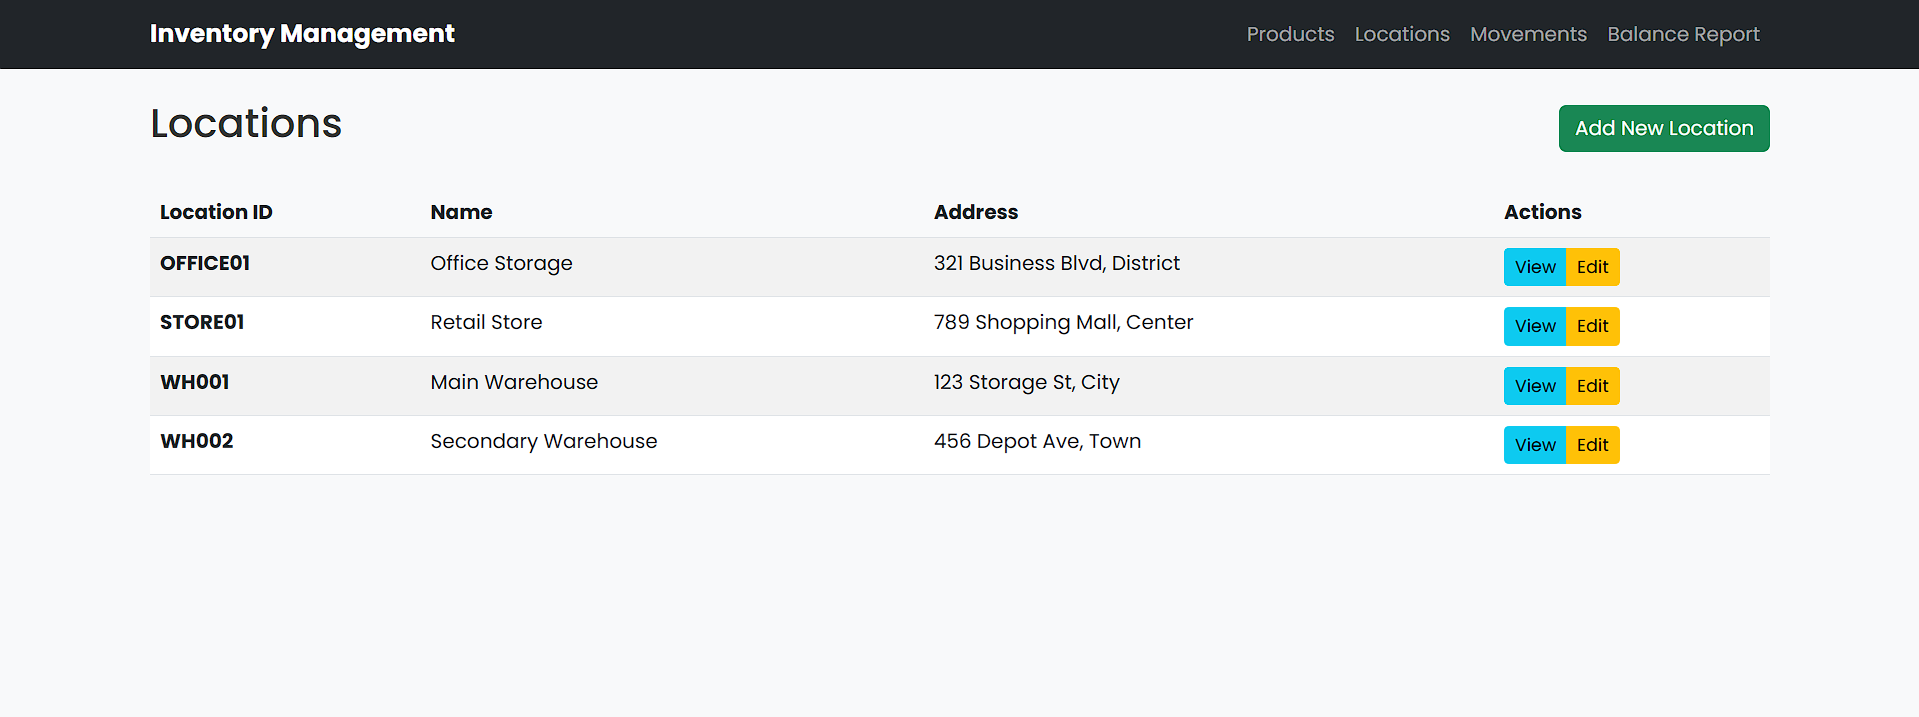 Inventory Management Products Locations Movements Balance Report
Locations Add New Location
Location ID Name Address Actions
OFFICE01 Office Storage 321 Business Blvd, District View Edit
STORE01 Retail Store 789 Shopping Mall, Center View Edit
WH001 Main Warehouse 123 Storage St, City View Edit
WH002 Secondary Warehouse 456 Depot Ave, Town View Edit